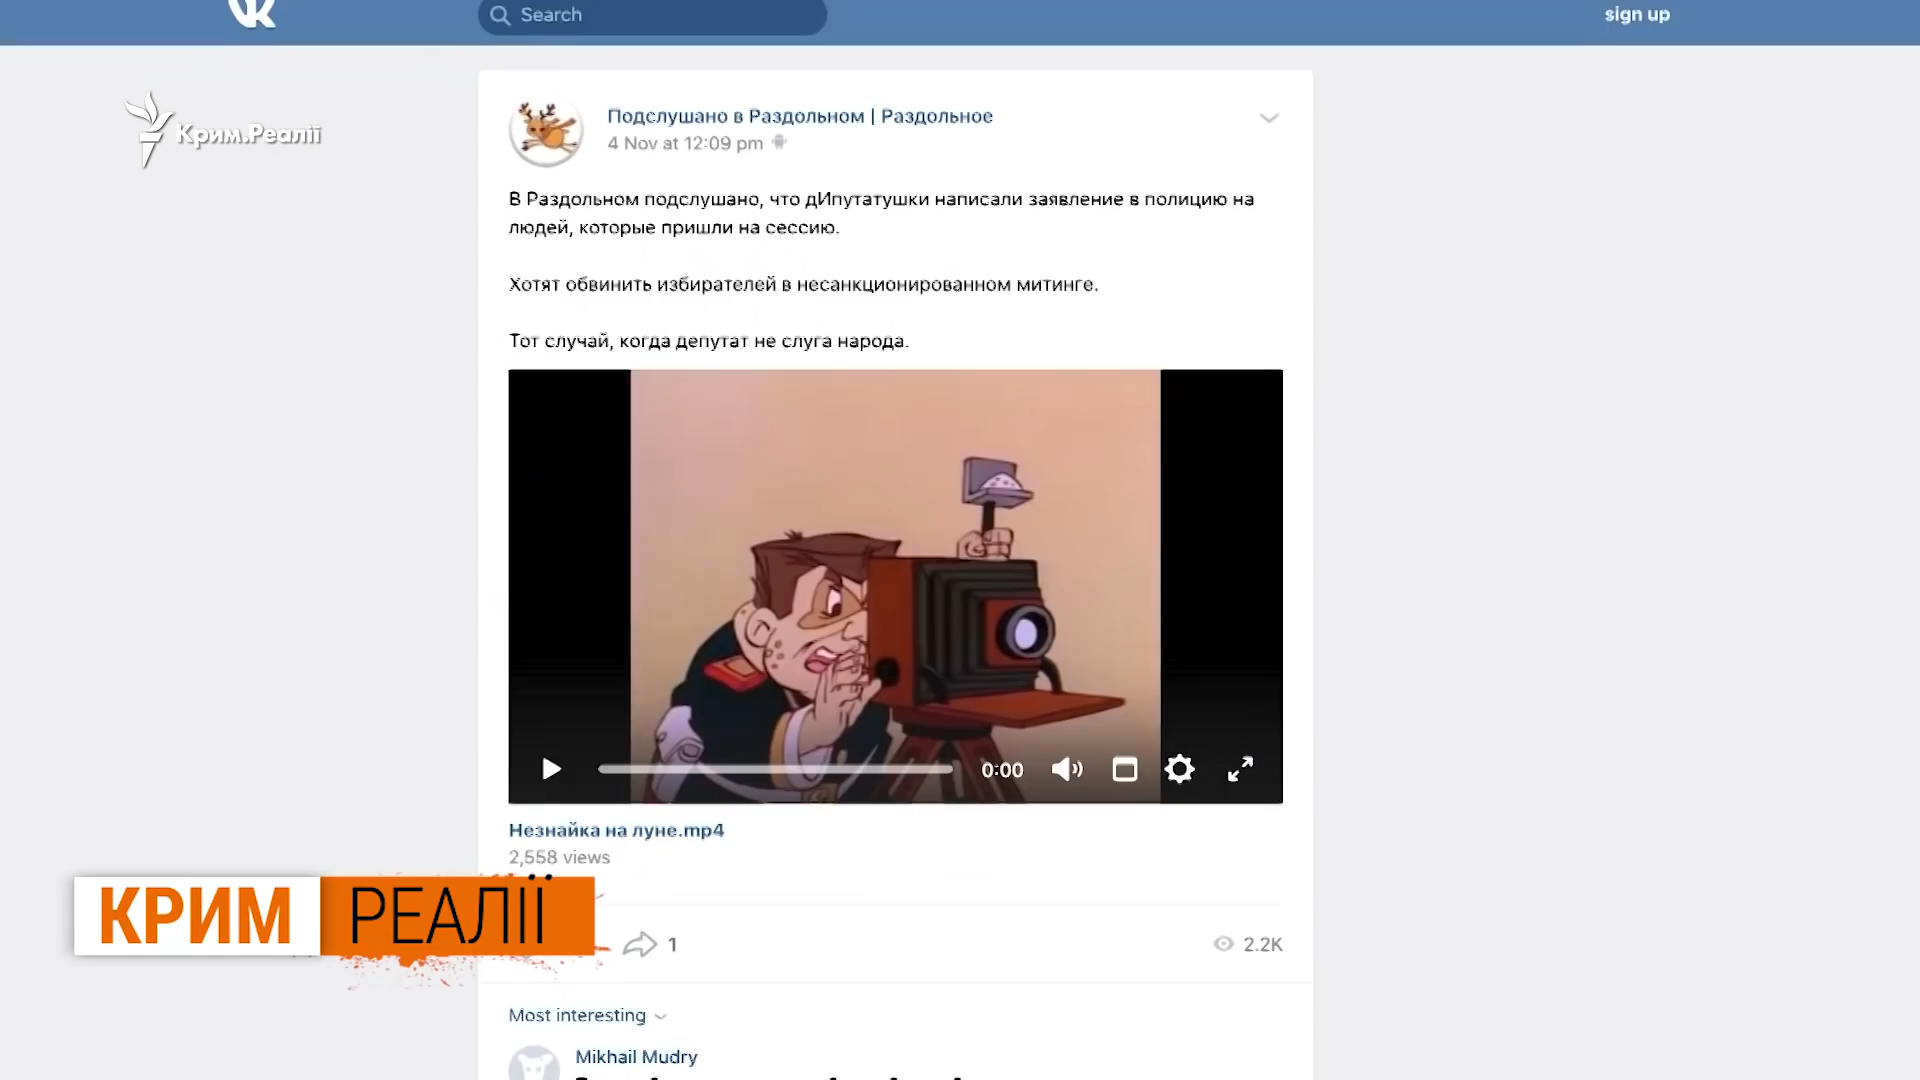 Search
sign up
Крим.Реалії
Подслушано в Раздольном | Раздольное
4 Nov at 12:09 pm
В Раздольном подслушано, что дИпутатушки написали заявление в полицию на
людей, которые пришли на сессию.
Хотят обвинить избирателей в несанкционированном митинге.
Тот случай, когда депутат не слуга народа.
0:00
Незнайка на луне.mp4
2,558 views
КРИМ РЕАЛІЇ
1
2.2K
Most interesting
Mikhail Mudry